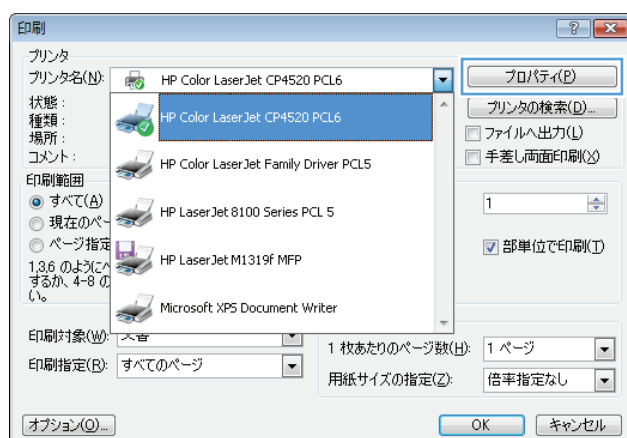 印刷
プリンタ
プリンタ名(N):
HP Color LaserJet CP4520 PCL6
プロパティ(P)
状態 :
種類 :
場所 :
コメント :
HP Color LaserJet CP4520 PCL6
HP Color LaserJet Family Driver PCL5
HP LaserJet 8100 Series PCL 5
HP LaserJet M1319f MFP
Microsoft XPS Document Writer
プリンタの検索(D)...
ファイルへ出力(L)
手差し両面印刷(X)
印刷範囲
すべて(A)
現在のペ
ページ指定
1,3,6 のように
するか、4-8 の
い。
1
部単位で印刷(T)
印刷対象(W):
印刷指定(R):
すべてのページ
1 枚あたりのページ数(H):
1 ページ
用紙サイズの指定(Z):
倍率指定なし
オプション(O)...
OK
キャンセル